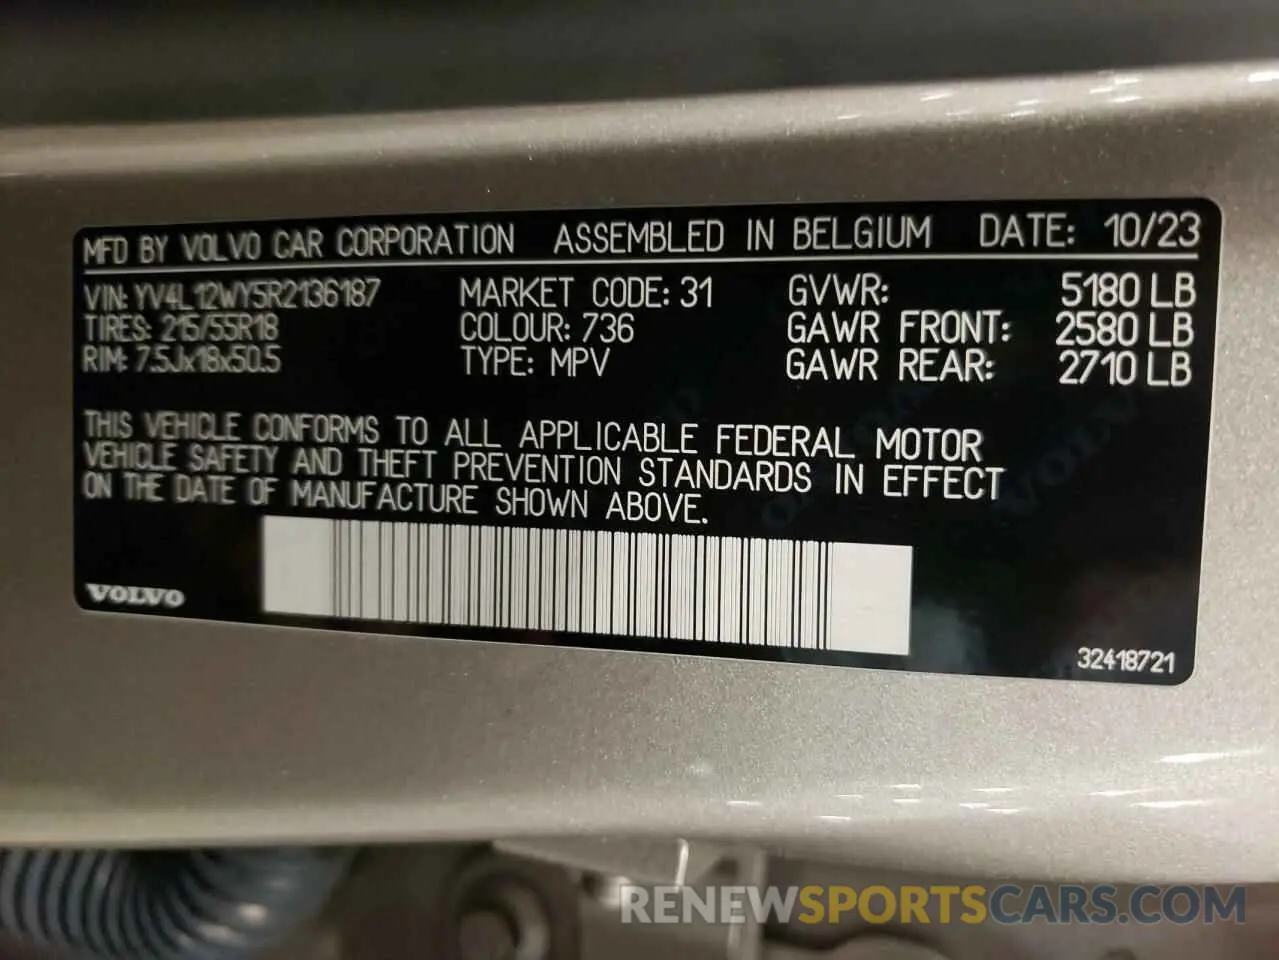 MFD BY VOLVO CAR CORPORATION ASSEMBLED IN BELGIUM DATE: 10/23
VIN: YV4L12WY5R2136187 MARKET CODE: 31 GVWR: 5180 LB
TIRES: 215/55R18 COLOUR: 736 GAWR FRONT: 2580 LB
RIM: 7.5Jx18x50.5 TYPE: MPV GAWR REAR: 2710 LB
THIS VEHICLE CONFORMS TO ALL APPLICABLE FEDERAL MOTOR
VEHICLE SAFETY AND THEFT PREVENTION STANDARDS IN EFFECT
ON THE DATE OF MANUFACTURE SHOWN ABOVE.
VOLVO
32418721
RENEWSPORTSCARS.COM